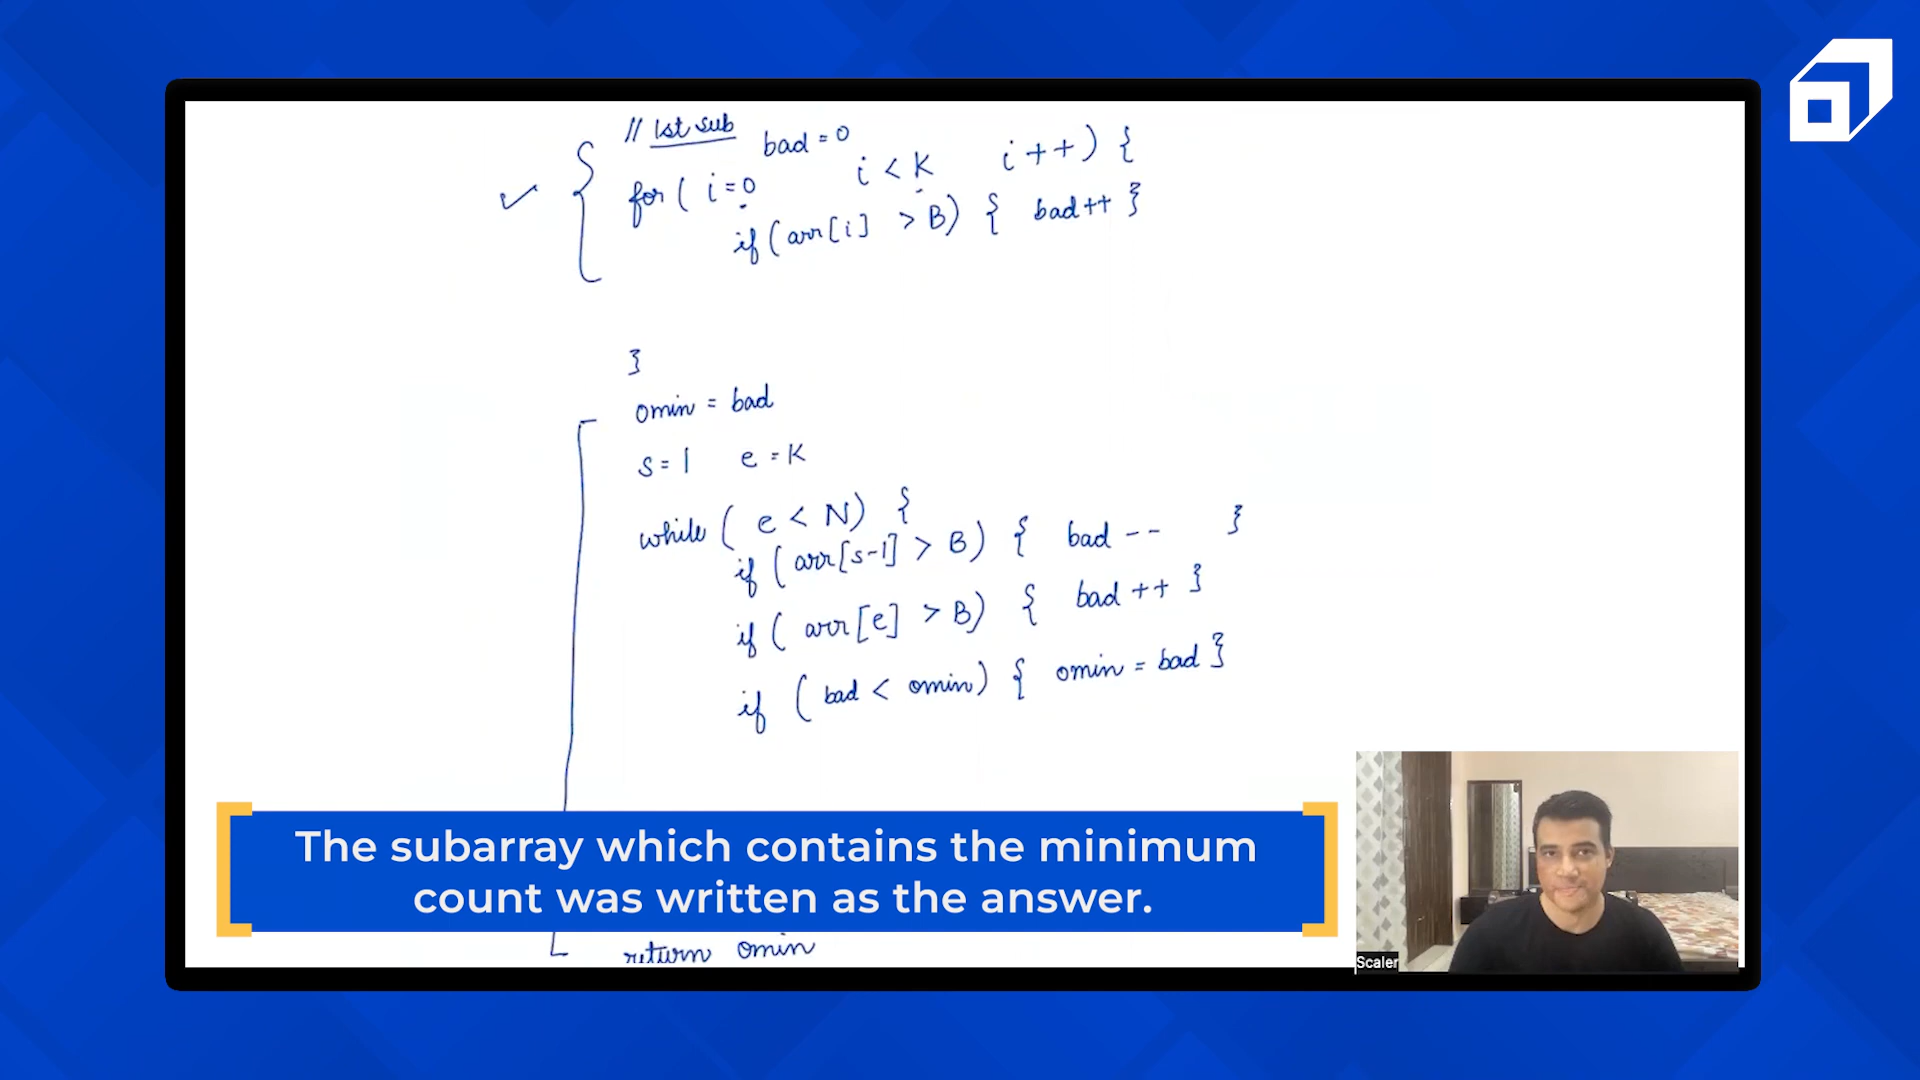 // 1st sub bad = 0
for ( i = 0 i < K i++ ) {
if ( arr[i] > B ) { bad++ }
}
omin = bad
s = 1 e = K
while ( e < N ) {
if ( arr[s-1] > B ) { bad -- }
if ( arr[e] > B ) { bad ++ }
if ( bad < omin ) { omin = bad }
The subarray which contains the minimum
count was written as the answer.
return omin
Scaler